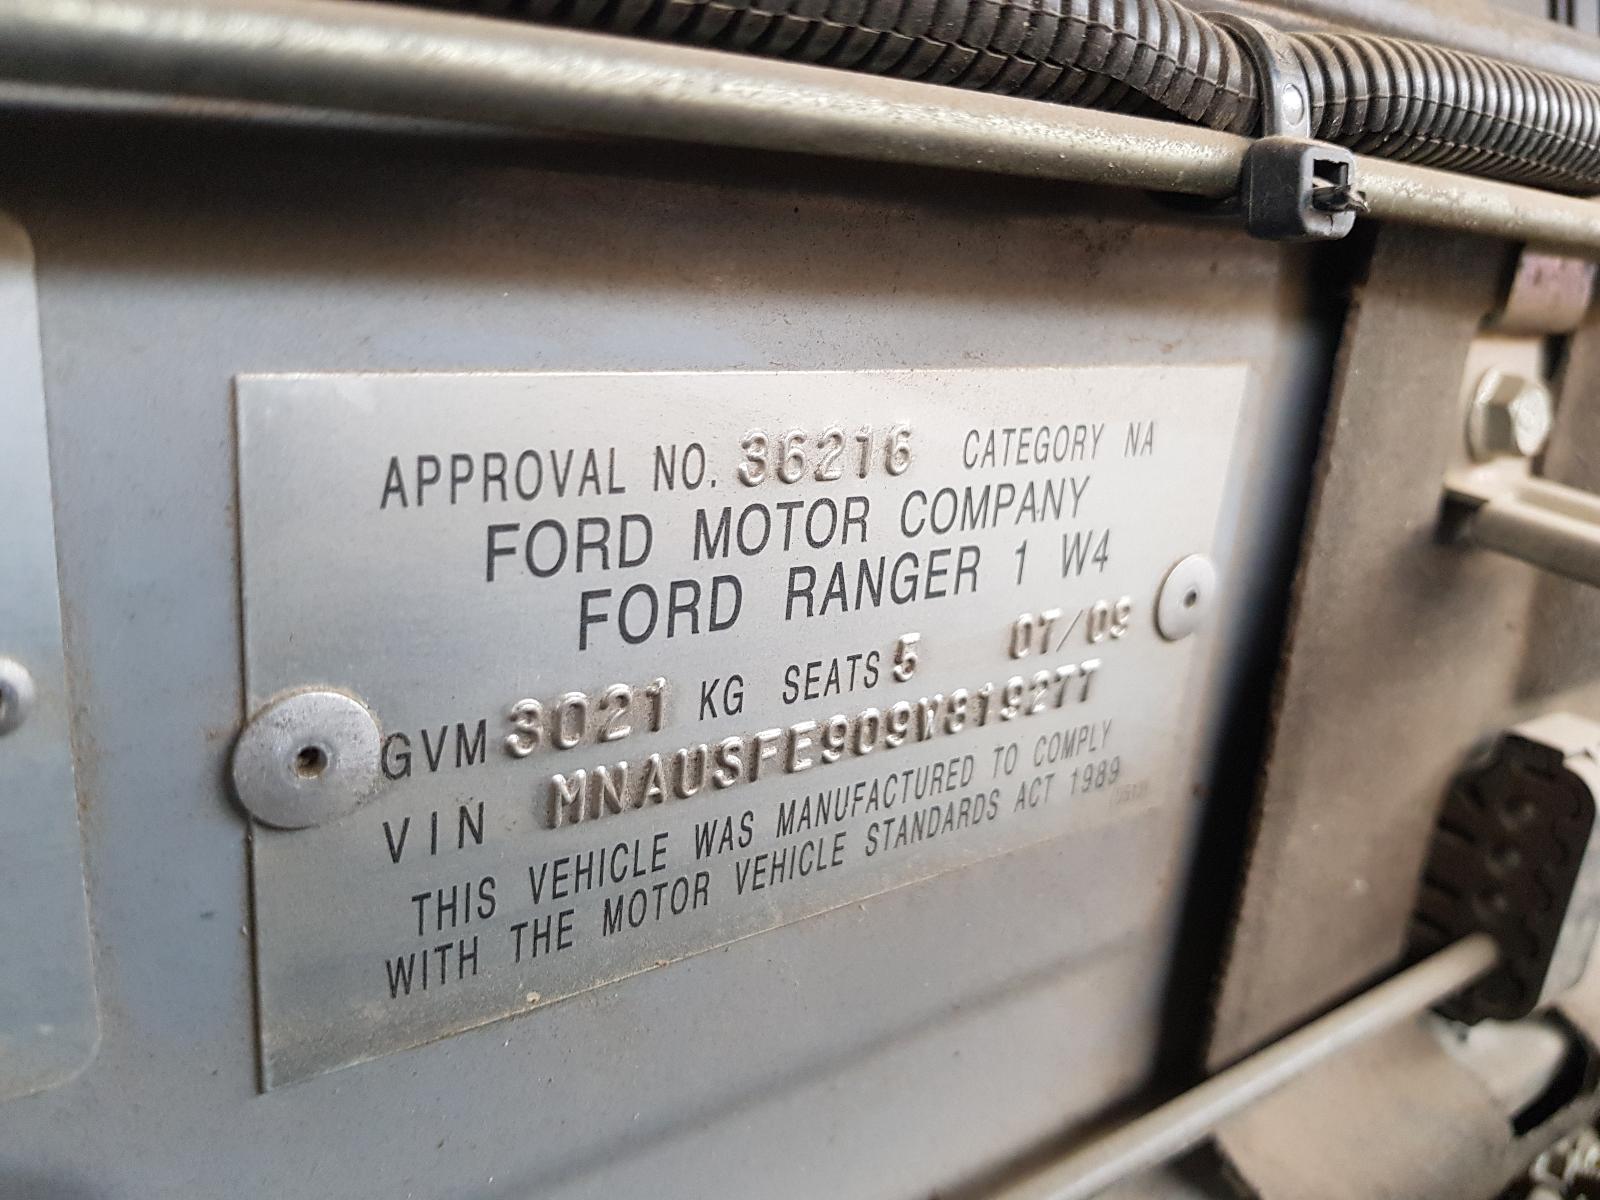 APPROVAL NO. 36216 CATEGORY NA
FORD MOTOR COMPANY
FORD RANGER 1 W4
GVM 3021 KG SEATS 5 07/09
VIN MNAUSFE909W819277
THIS VEHICLE WAS MANUFACTURED TO COMPLY
WITH THE MOTOR VEHICLE STANDARDS ACT 1989